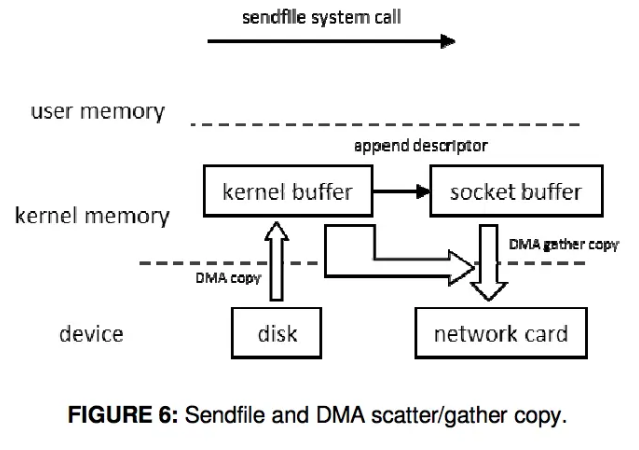 sendfile system call
user memory
append descriptor
kernel buffer
socket buffer
kernel memory
DMA gather copy
DMA copy
device
disk
network card
FIGURE 6: Sendfile and DMA scatter/gather copy.